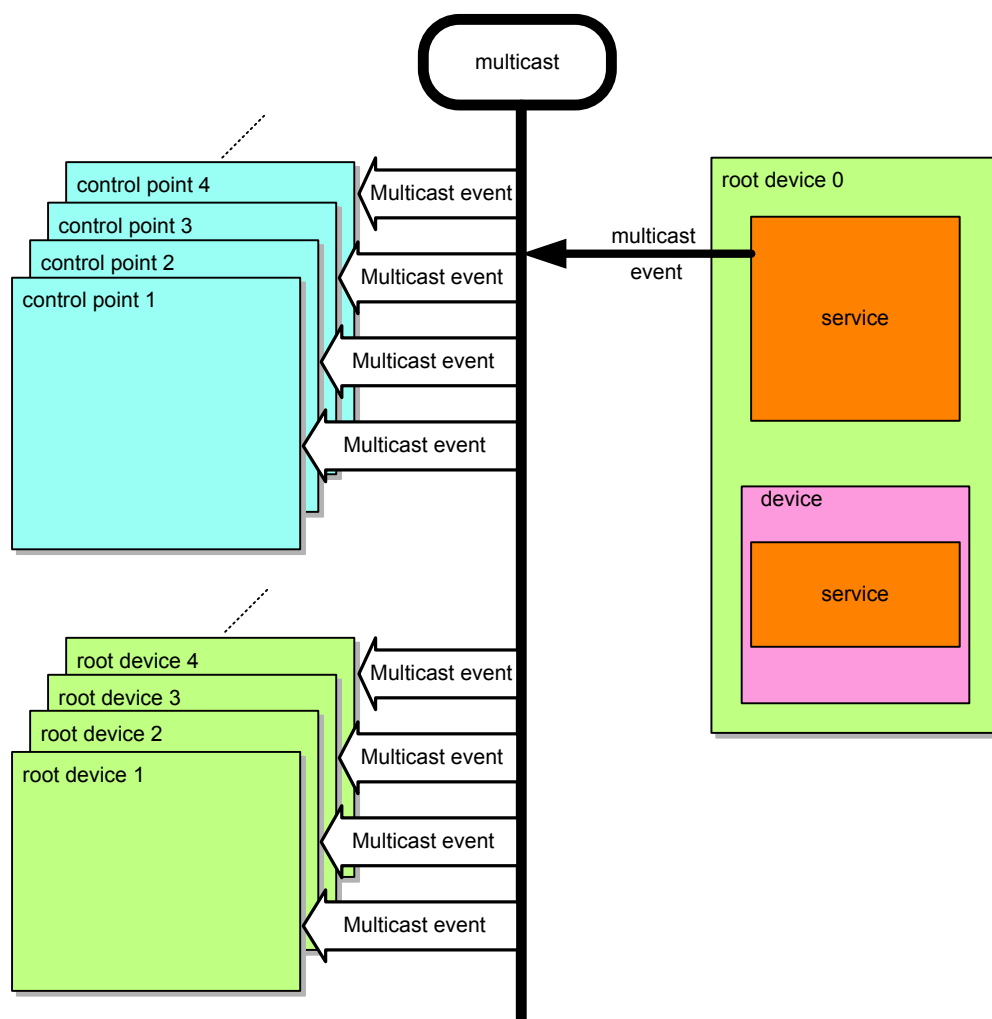 multicast
control point 4
control point 3
control point 2
control point 1
Multicast event
Multicast event
Multicast event
Multicast event
root device 4
root device 3
root device 2
root device 1
Multicast event
Multicast event
Multicast event
Multicast event
multicast
event
root device 0
service
device
service